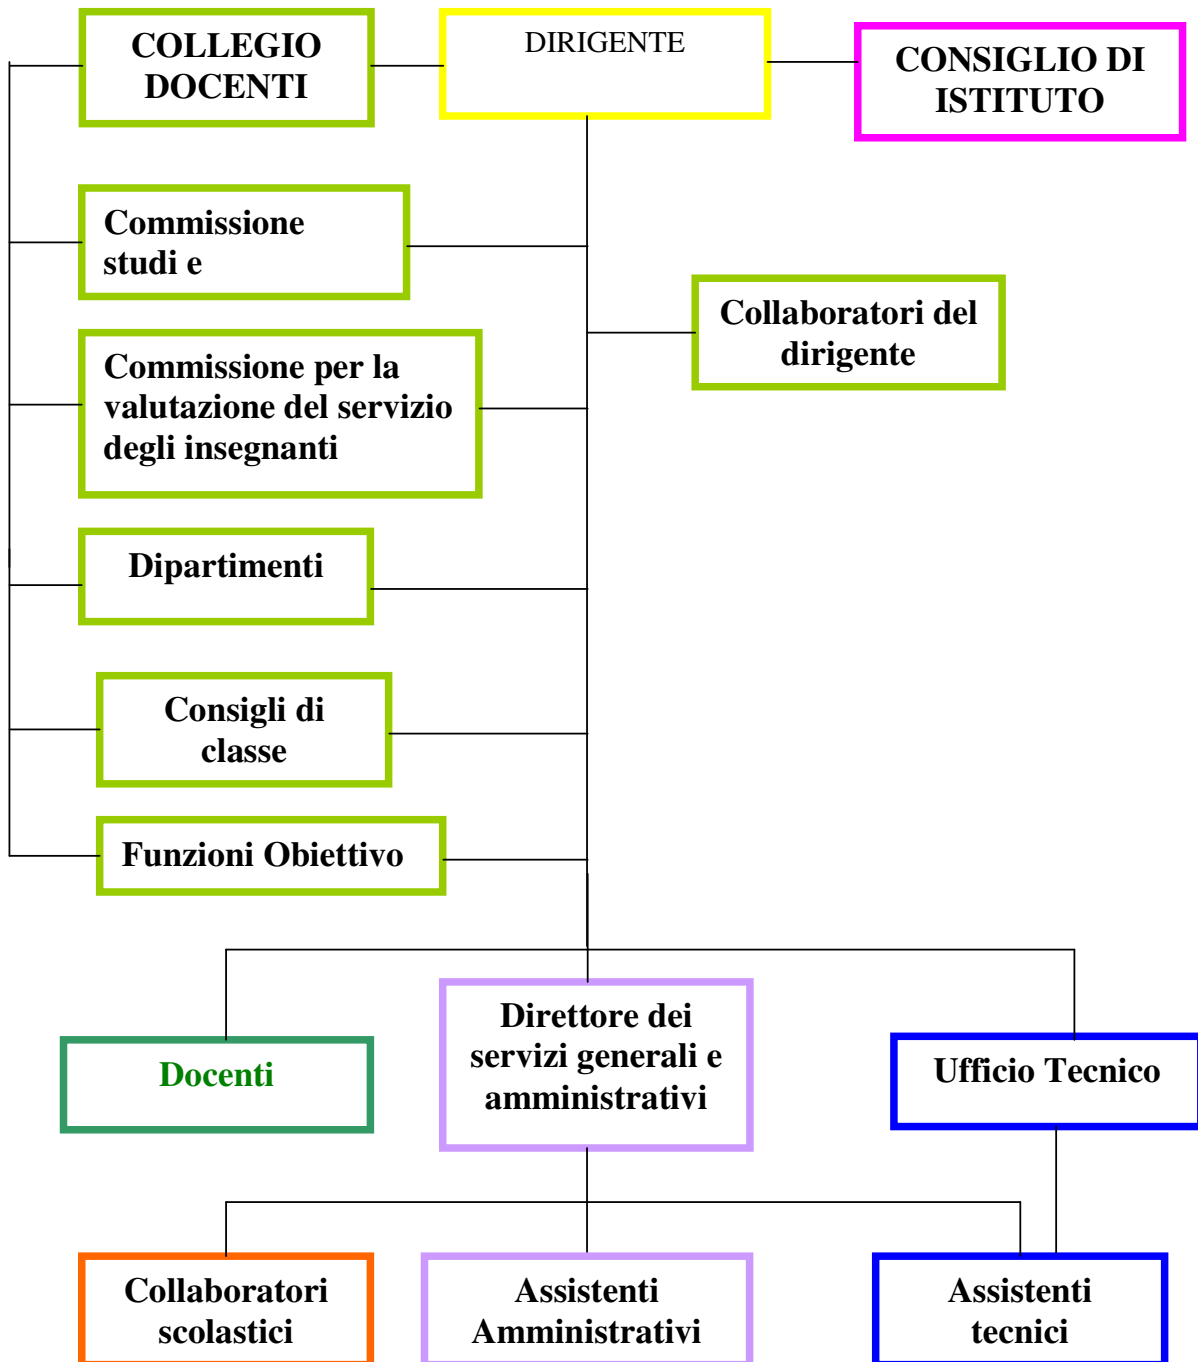 COLLEGIO
DOCENTI
DIRIGENTE
CONSIGLIO DI
ISTITUTO
Commissione
studi e
Collaboratori del
dirigente
Commissione per la
valutazione del servizio
degli insegnanti
Dipartimenti
Consigli di
classe
Funzioni Obiettivo
Docenti
Direttore dei
servizi generali e
amministrativi
Ufficio Tecnico
Collaboratori
scolastici
Assistenti
Amministrativi
Assistenti
tecnici